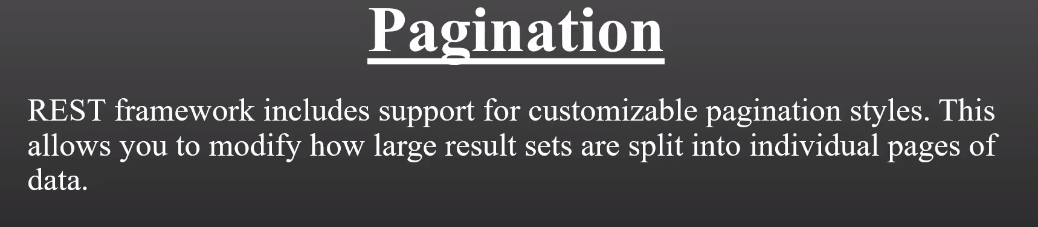 Pagination
REST framework includes support for customizable pagination styles. This
allows you to modify how large result sets are split into individual pages of
data.